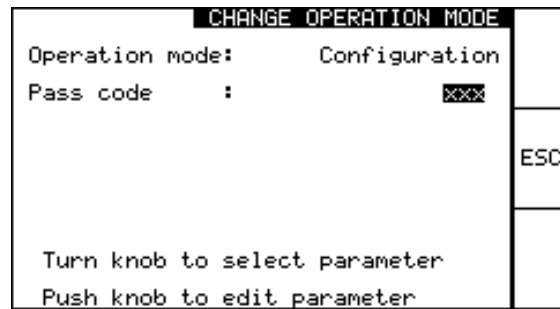 CHANGE OPERATION MODE
Operation mode: Configuration
Pass code : xxx
ESC
Turn knob to select parameter
Push knob to edit parameter